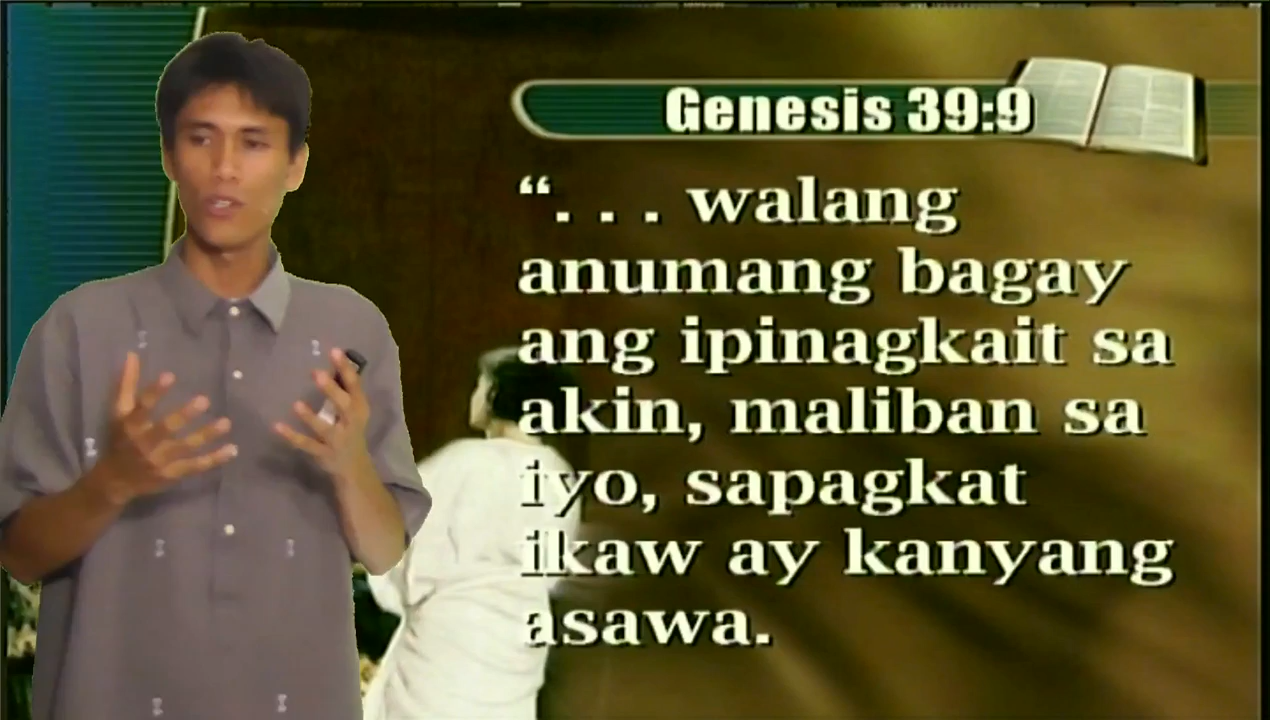 Genesis 39:9
“. . . walang
anumang bagay
ang ipinagkait sa
akin, maliban sa
iyo, sapagkat
ikaw ay kanyang
asawa.